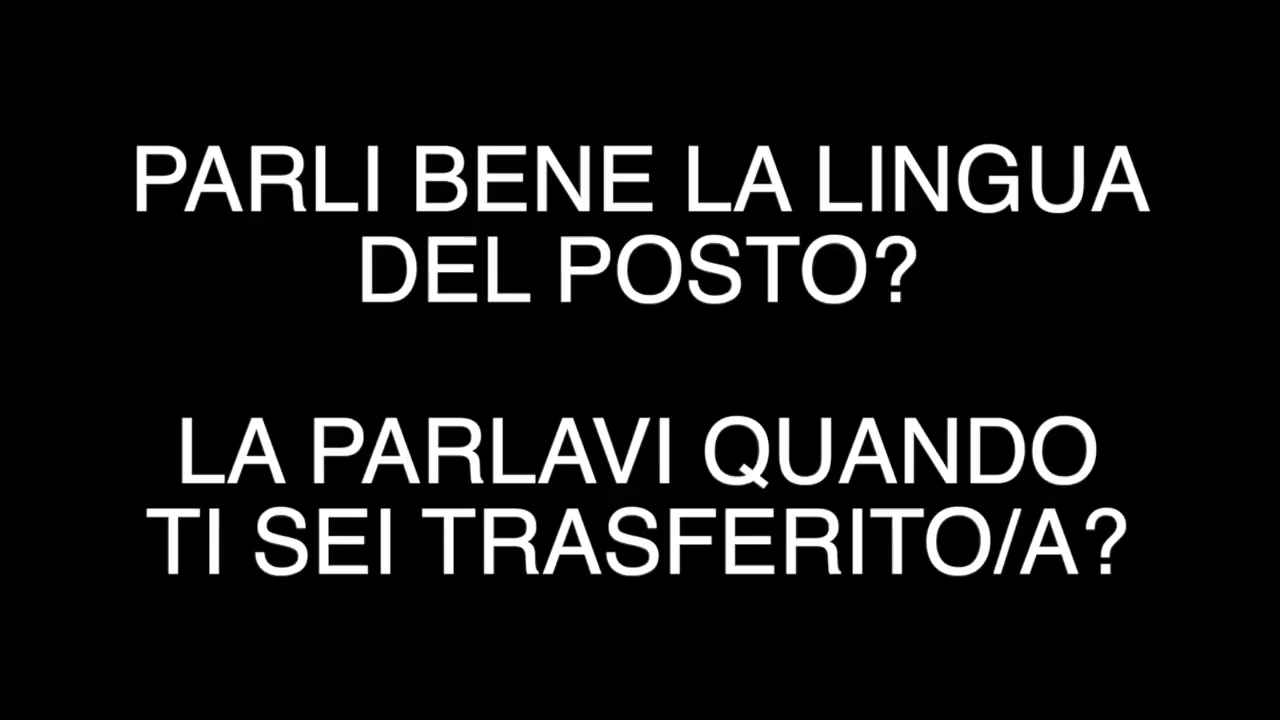 PARLI BENE LA LINGUA
DEL POSTO?
LA PARLAVI QUANDO
TI SEI TRASFERITO/A?